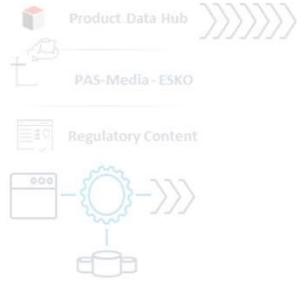 Product Data Hub
PAS-Media - ESKO
Regulatory Content